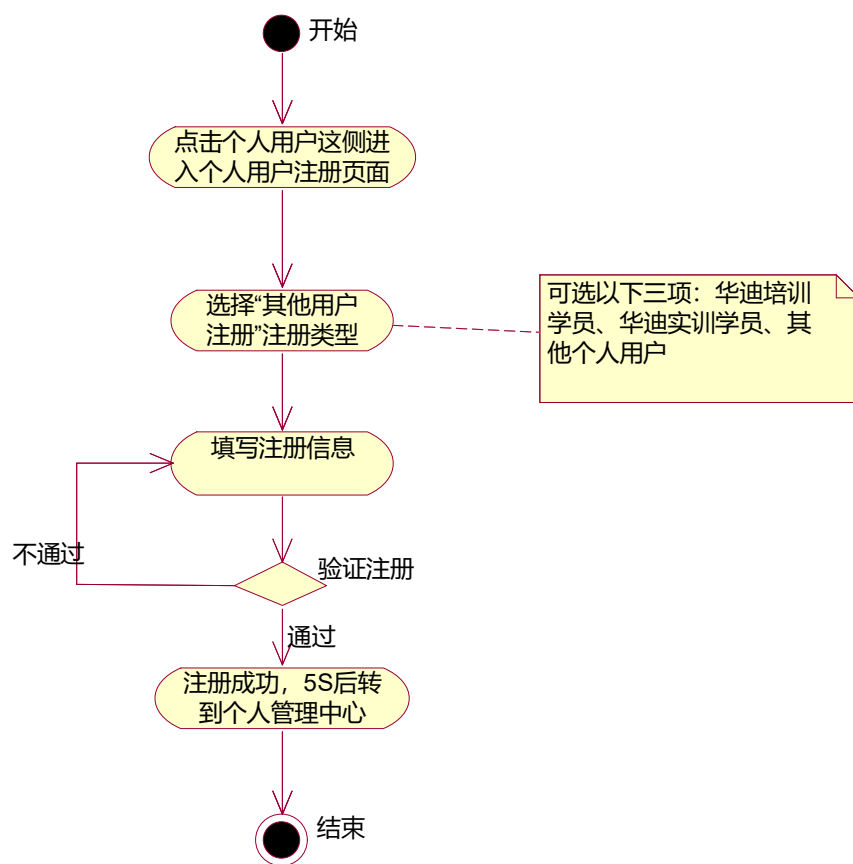 开始
点击个人用户这侧进
入个人用户注册页面
选择“其他用户
注册”注册类型
可选以下三项：华迪培训
学员、华迪实训学员、其
他个人用户
填写注册信息
不通过
验证注册
通过
注册成功，5S后转
到个人管理中心
结束